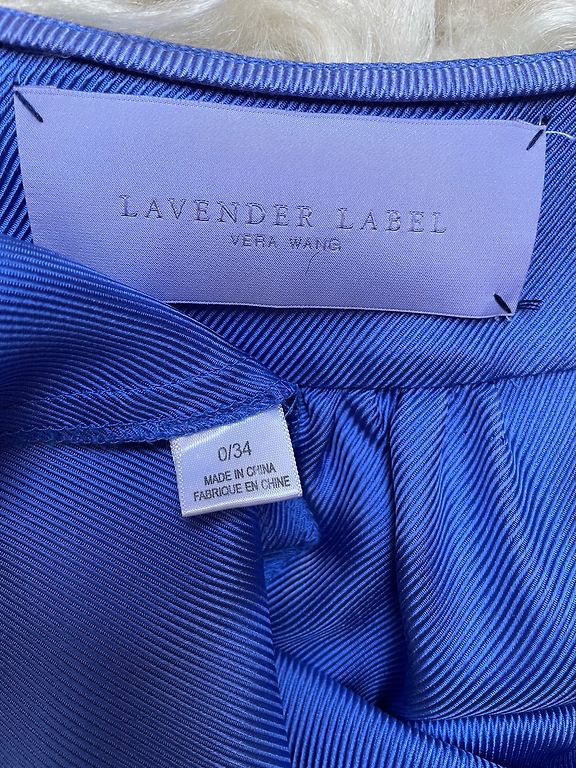 LAVENDER LABEL
VERA WANG
0/34
MADE IN CHINA
FABRIQUE EN CHINE